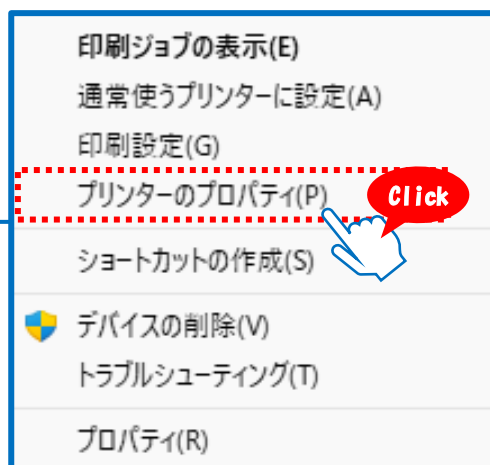 印刷ジョブの表示(E)
通常使うプリンターに設定(A)
印刷設定(G)
プリンターのプロパティ(P)
Click
ショートカットの作成(S)
デバイスの削除(V)
トラブルシューティング(T)
プロパティ(R)